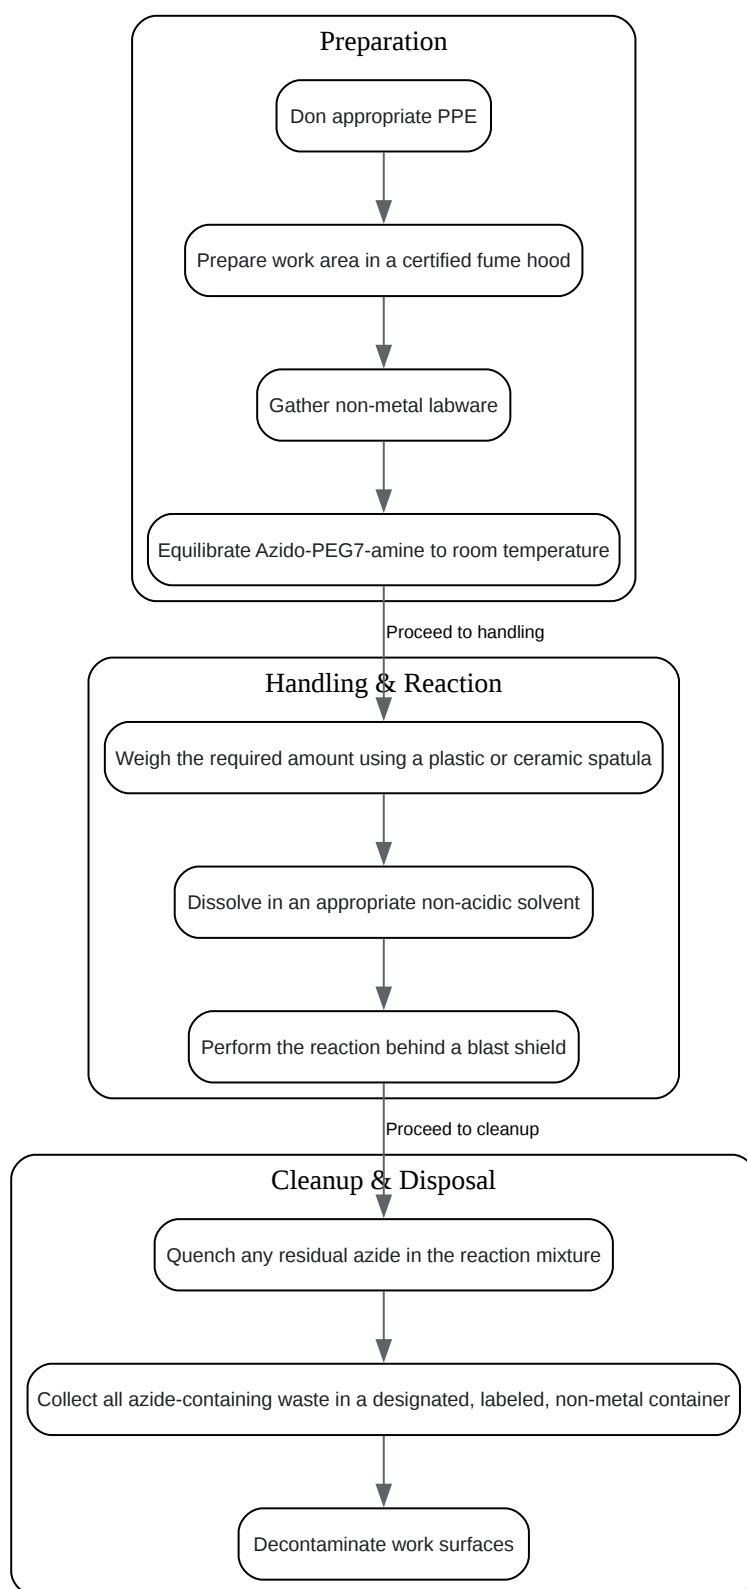 Preparation
Don appropriate PPE
Prepare work area in a certified fume hood
Gather non-metal labware
Equilibrate Azido-PEG7-amine to room temperature
Proceed to handling
Handling & Reaction
Weigh the required amount using a plastic or ceramic spatula
Dissolve in an appropriate non-acidic solvent
Perform the reaction behind a blast shield
Proceed to cleanup
Cleanup & Disposal
Quench any residual azide in the reaction mixture
Collect all azide-containing waste in a designated, labeled, non-metal container
Decontaminate work surfaces